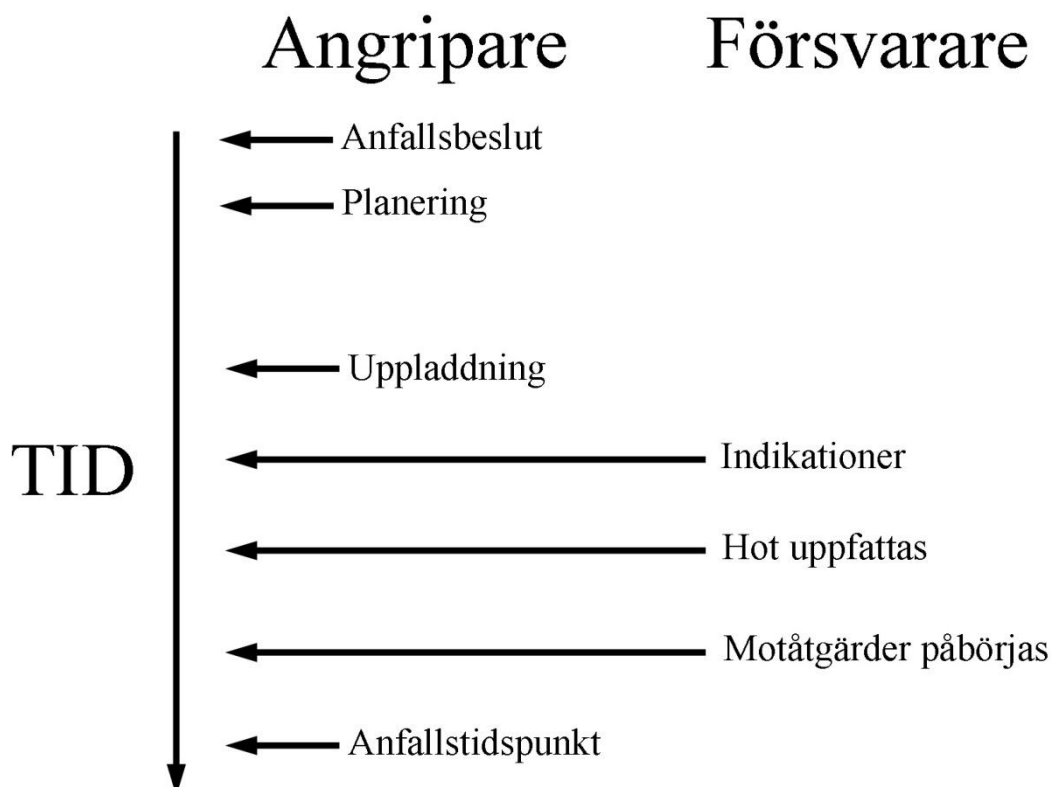 Angripare Försvarare
Anfallsbeslut
Planering
Uppladdning
TID
Indikationer
Hot uppfattas
Motåtgärder påbörjas
Anfallstidspunkt